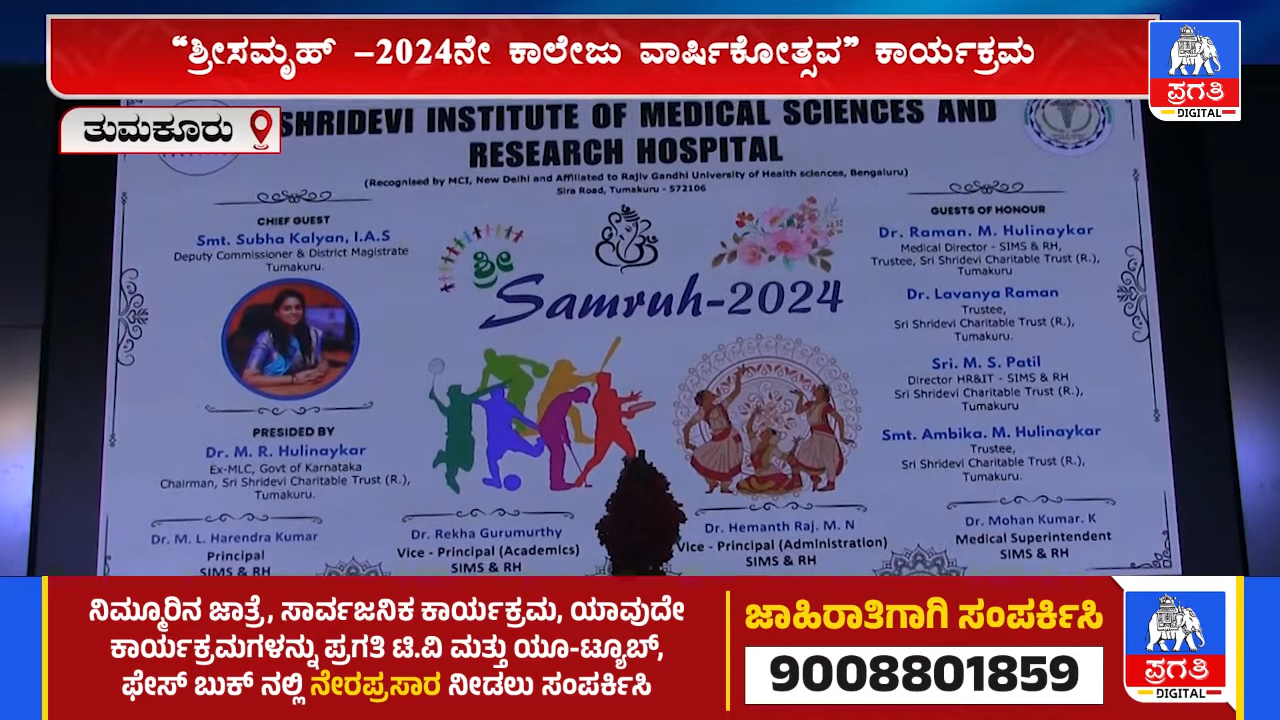 “ಶ್ರೀಸಮೃಹ್ –2024ನೇ ಕಾಲೇಜು ವಾರ್ಷಿಕೋತ್ಸವ” ಕಾರ್ಯಕ್ರಮ
ಪ್ರಗತಿ
DIGITAL
ತುಮಕೂರು
SHRIDEVI INSTITUTE OF MEDICAL SCIENCES AND
RESEARCH HOSPITAL
(Recognised by MCI, New Delhi and Affiliated to Rajiv Gandhi University of Health sciences, Bengaluru)
Sira Road, Tumakuru - 572106
CHIEF GUEST
Smt. Subha Kalyan, I.A.S
Deputy Commissioner & District Magistrate
Tumakuru.
PRESIDED BY
Dr. M. R. Hulinaykar
Ex-MLC, Govt of Karnataka
Chairman, Sri Shridevi Charitable Trust (R.),
Tumakuru.
ಶ್ರೀ
Samruh-2024
GUESTS OF HONOUR
Dr. Raman. M. Hulinaykar
Medical Director - SIMS & RH,
Trustee, Sri Shridevi Charitable Trust (R.),
Tumakuru
Dr. Lavanya Raman
Trustee,
Sri Shridevi Charitable Trust (R.),
Tumakuru.
Sri. M. S. Patil
Director HR&IT - SIMS & RH
Sri Shridevi Charitable Trust (R.),
Tumakuru
Smt. Ambika. M. Hulinaykar
Trustee,
Sri Shridevi Charitable Trust (R.),
Tumakuru.
Dr. M. L. Harendra Kumar
Principal
SIMS & RH
Dr. Rekha Gurumurthy
Vice - Principal (Academics)
SIMS & RH
Dr. Hemanth Raj. M. N
Vice - Principal (Administration)
SIMS & RH
Dr. Mohan Kumar. K
Medical Superintendent
SIMS & RH
ನಿಮ್ಮೂರಿನ ಜಾತ್ರೆ, ಸಾರ್ವಜನಿಕ ಕಾರ್ಯಕ್ರಮ, ಯಾವುದೇ
ಕಾರ್ಯಕ್ರಮಗಳನ್ನು ಪ್ರಗತಿ ಟಿ.ವಿ ಮತ್ತು ಯೂ-ಟ್ಯೂಬ್,
ಫೇಸ್ ಬುಕ್ ನಲ್ಲಿ ನೇರಪ್ರಸಾರ ನೀಡಲು ಸಂಪರ್ಕಿಸಿ
ಜಾಹಿರಾತಿಗಾಗಿ ಸಂಪರ್ಕಿಸಿ
9008801859
ಪ್ರಗತಿ
DIGITAL